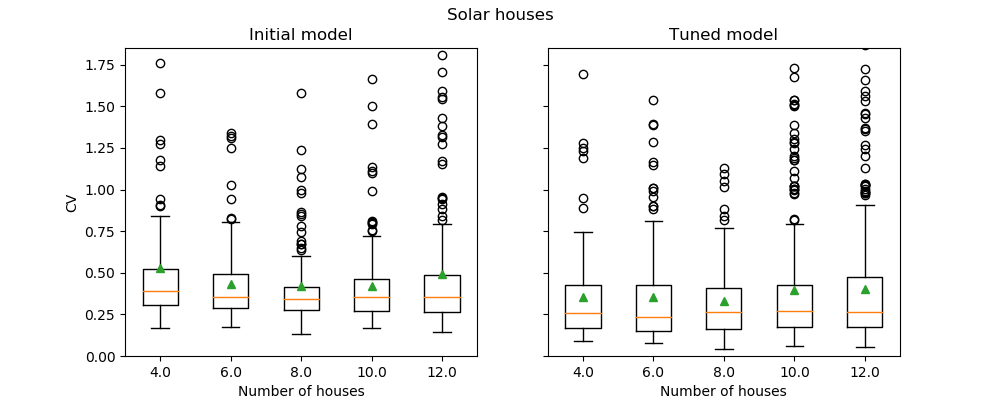 Solar houses
Initial model
Tuned model
CV
1.75
1.50
1.25
1.00
0.75
0.50
0.25
0.00
4.0 6.0 8.0 10.0 12.0
4.0 6.0 8.0 10.0 12.0
Number of houses
Number of houses